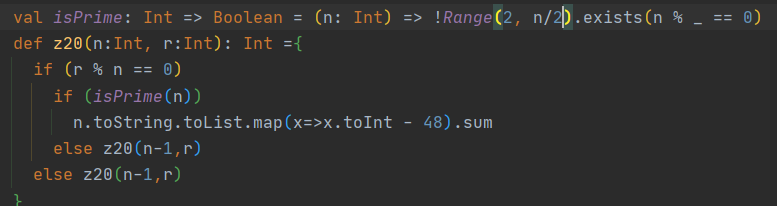 val isPrime: Int => Boolean = (n: Int) => !Range(2, n/2).exists(n % _ == 0)
def z20(n:Int, r:Int): Int ={
  if (r % n == 0)
    if (isPrime(n))
      n.toString.toList.map(x=>x.toInt - 48).sum
    else z20(n-1,r)
  else z20(n-1,r)
}